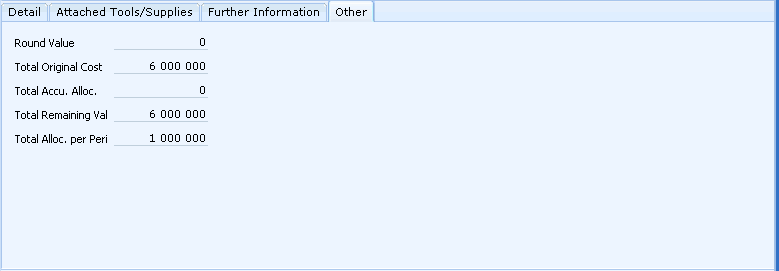 Detail Attached Tools/Supplies Further Information Other
Round Value 0
Total Original Cost 6 000 000
Total Accu. Alloc. 0
Total Remaining Val 6 000 000
Total Alloc. per Peri 1 000 000